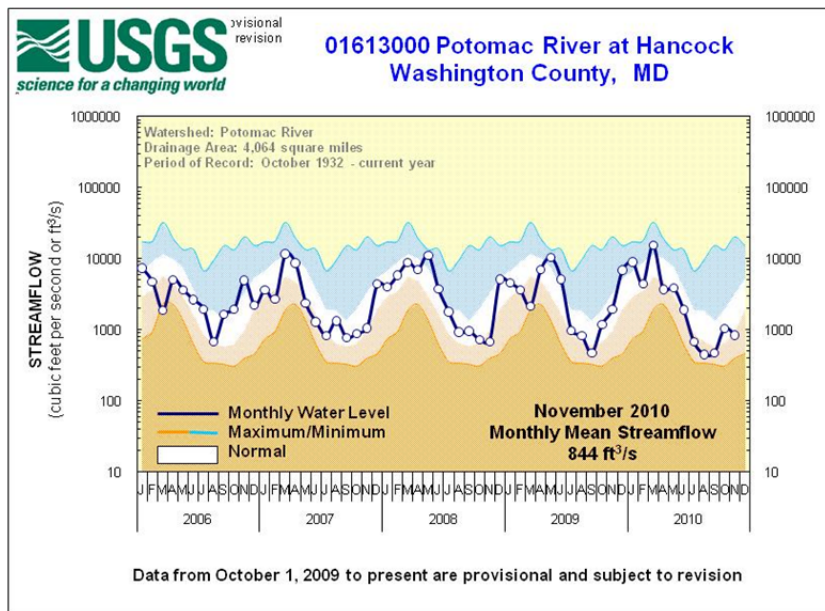 USGS
science for a changing world
ovisional
revision
01613000 Potomac River at Hancock
Washington County, MD
Watershed: Potomac River
Drainage Area: 4,064 square miles
Period of Record: October 1932 - current year
STREAMFLOW
(cubic feet per second or ft³/s)
1000000 1000000
100000 100000
10000 10000
1000 1000
100 100
10 10
Monthly Water Level
Maximum/Minimum
Normal
November 2010
Monthly Mean Streamflow
844 ft³/s
J F M A M J J A S O N D J F M A M J J A S O N D J F M A M J J A S O N D J F M A M J J A S O N D J F M A M J J A S O N D
2006 2007 2008 2009 2010
Data from October 1, 2009 to present are provisional and subject to revision